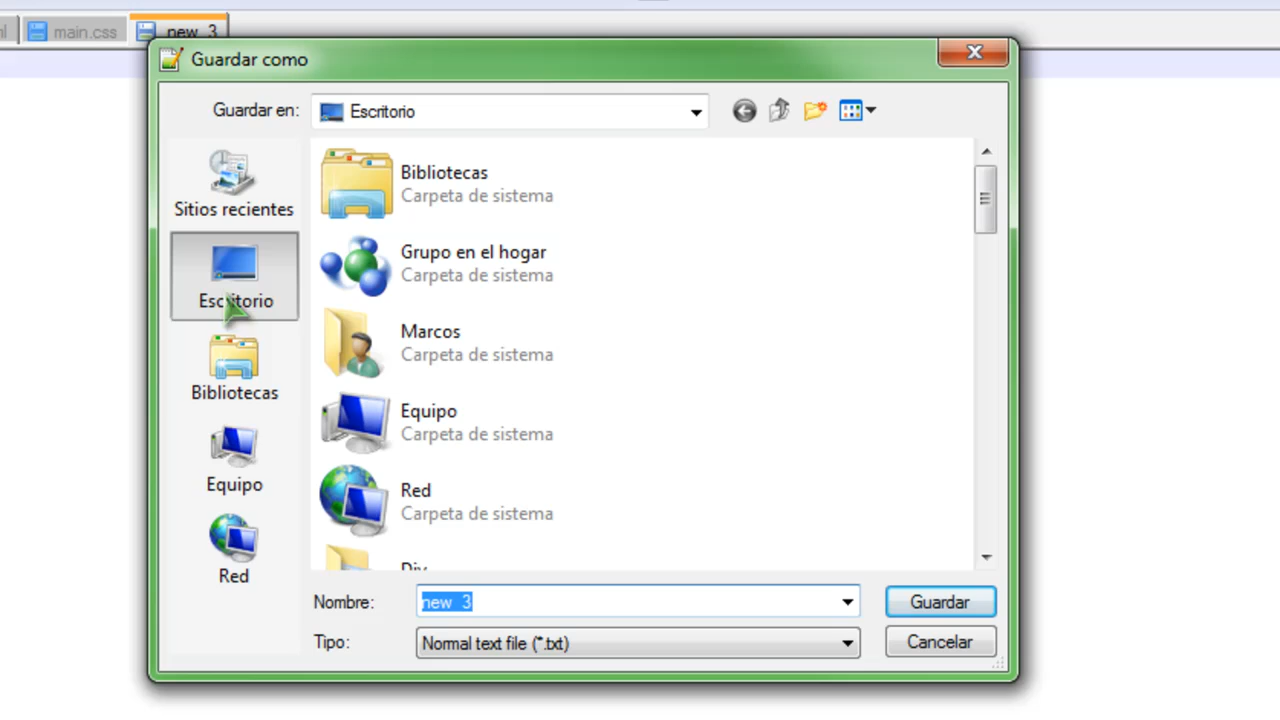 main.css
new 3
Guardar como
Guardar en:
Escritorio
Sitios recientes
Escritorio
Bibliotecas
Equipo
Red
Bibliotecas
Carpeta de sistema
Grupo en el hogar
Carpeta de sistema
Marcos
Carpeta de sistema
Equipo
Carpeta de sistema
Red
Carpeta de sistema
Nombre:
new 3
Guardar
Tipo:
Normal text file (*.txt)
Cancelar